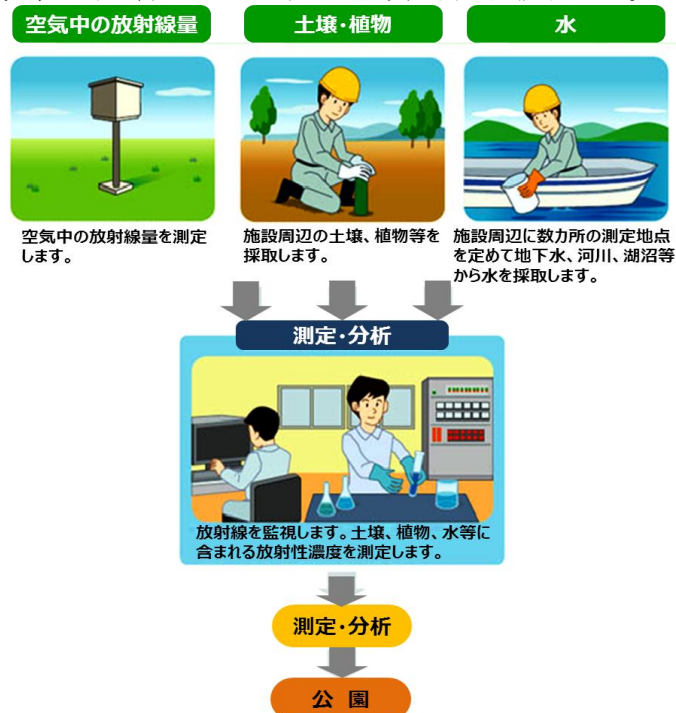 空気中の放射線量
土壌・植物
水
空気中の放射線量を測定
します。
施設周辺の土壌、植物等を
採取します。
施設周辺に数カ所の測定地点
を定めて地下水、河川、湖沼等
から水を採取します。
測定・分析
放射線を監視します。土壌、植物、水等に
含まれる放射性濃度を測定します。
測定・分析
公 園